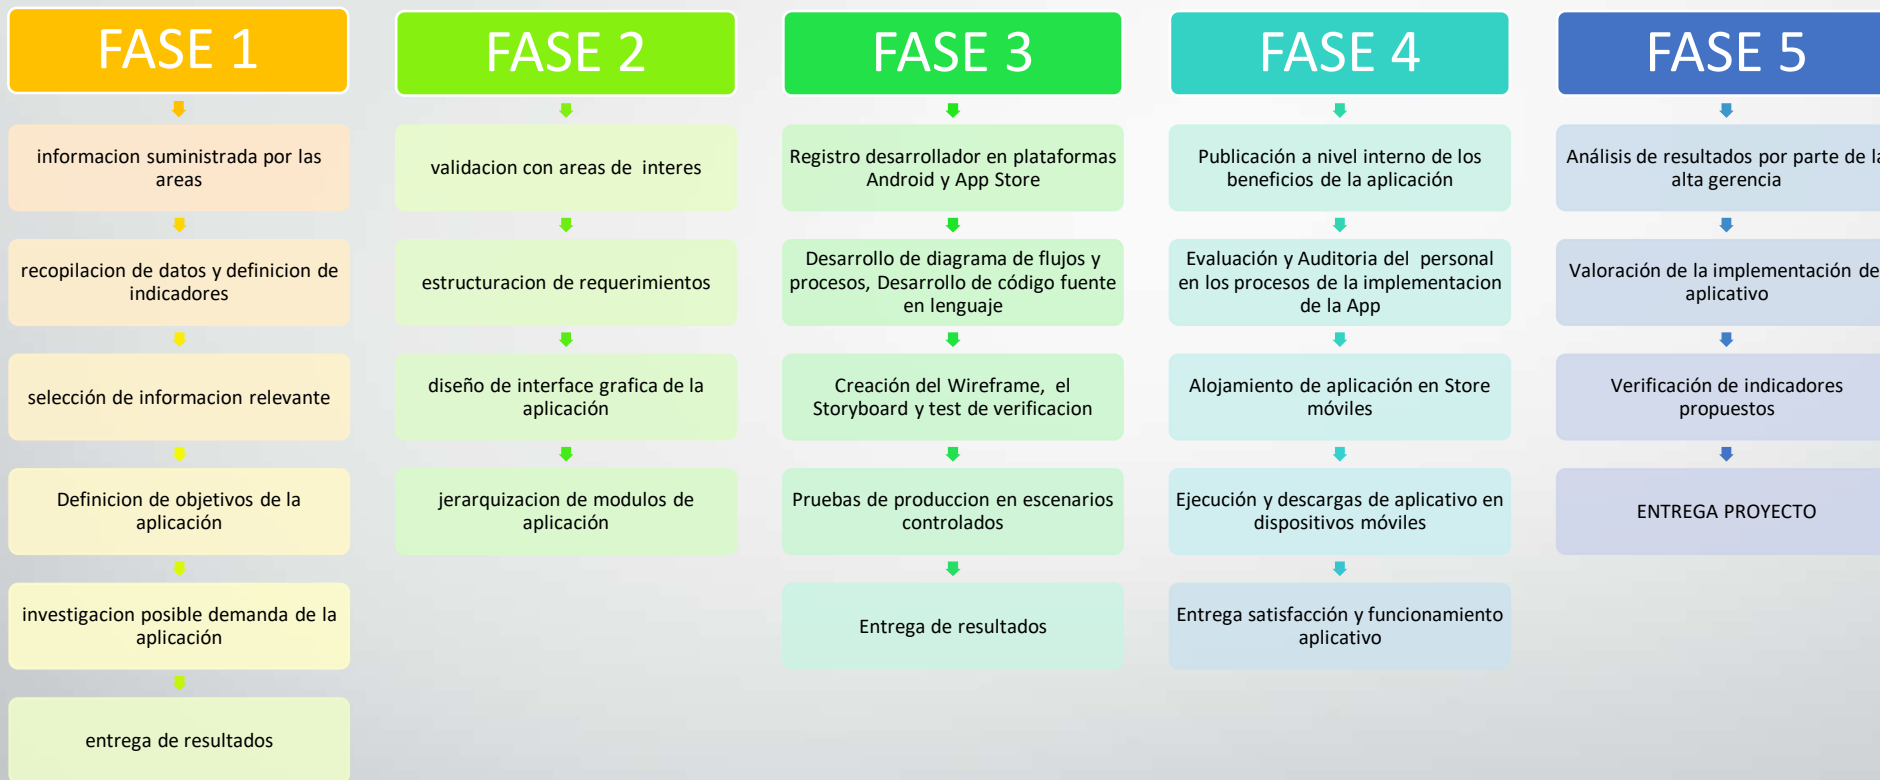 FASE 1
informacion suministrada por las
areas
recopilacion de datos y definicion de
indicadores
selección de informacion relevante
Definicion de objetivos de la
aplicación
investigacion posible demanda de la
aplicación
entrega de resultados
FASE 2
validacion con areas de interes
estructuracion de requerimientos
diseño de interface grafica de la
aplicación
jerarquizacion de modulos de
aplicación
FASE 3
Registro desarrollador en plataformas
Android y App Store
Desarrollo de diagrama de flujos y
procesos, Desarrollo de código fuente
en lenguaje
Creación del Wireframe, el
Storyboard y test de verificacion
Pruebas de produccion en escenarios
controlados
Entrega de resultados
FASE 4
Publicación a nivel interno de los
beneficios de la aplicación
Evaluación y Auditoria del personal
en los procesos de la implementacion
de la App
Alojamiento de aplicación en Store
móviles
Ejecución y descargas de aplicativo en
dispositivos móviles
Entrega satisfacción y funcionamiento
aplicativo
FASE 5
Análisis de resultados por parte de la
alta gerencia
Valoración de la implementación de
aplicativo
Verificación de indicadores
propuestos
ENTREGA PROYECTO